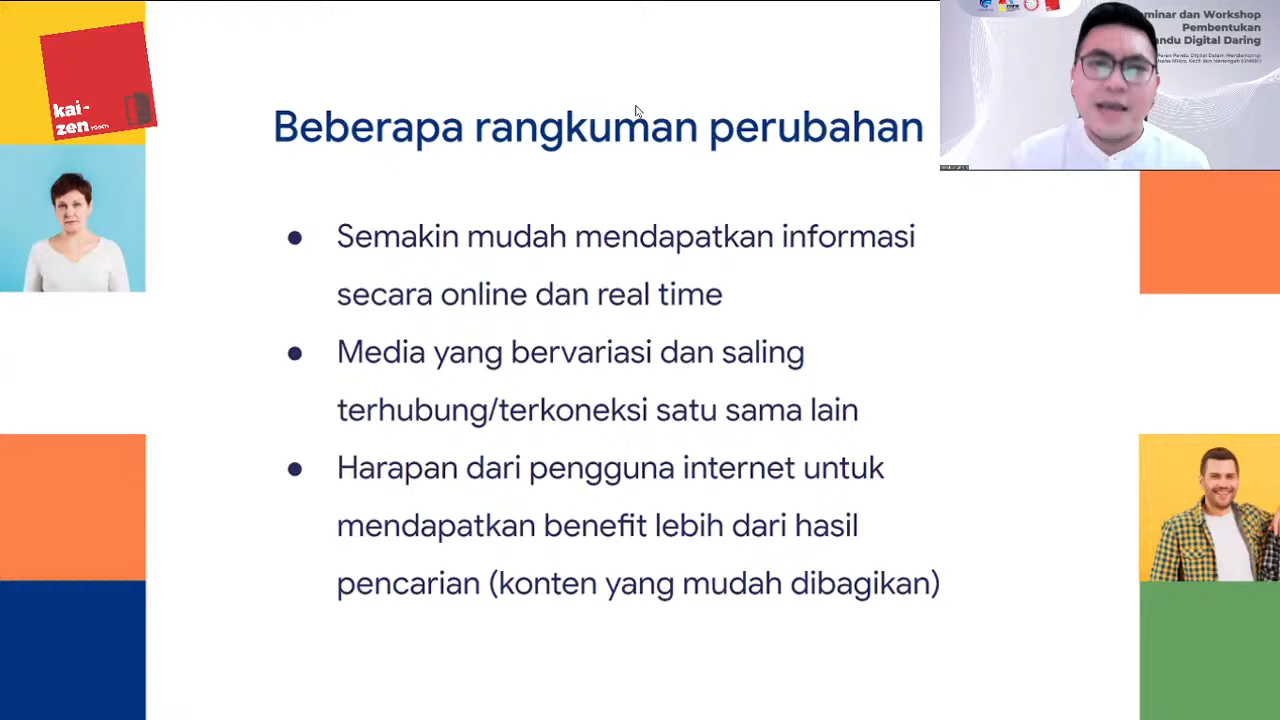 kai-
zen room
Beberapa rangkuman perubahan
● Semakin mudah mendapatkan informasi
secara online dan real time
● Media yang bervariasi dan saling
terhubung/terkoneksi satu sama lain
● Harapan dari pengguna internet untuk
mendapatkan benefit lebih dari hasil
pencarian (konten yang mudah dibagikan)
minar dan Workshop
Pembentukan
andu Digital Daring
Peran Pandu Digital Dalam Mendampingi
Usaha Mikro, Kecil dan Menengah (UMKM)